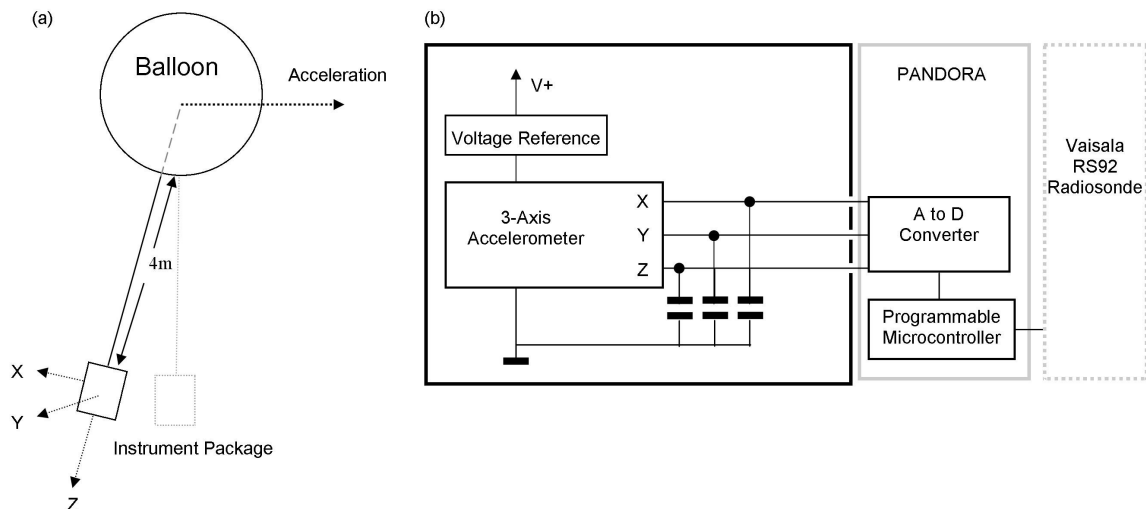 (a)
Balloon
Acceleration
4m
X
Y
Z
Instrument Package
(b)
V+
Voltage Reference
3-Axis
Accelerometer
X
Y
Z
PANDORA
A to D
Converter
Programmable
Microcontroller
Vaisala
RS92
Radiosonde